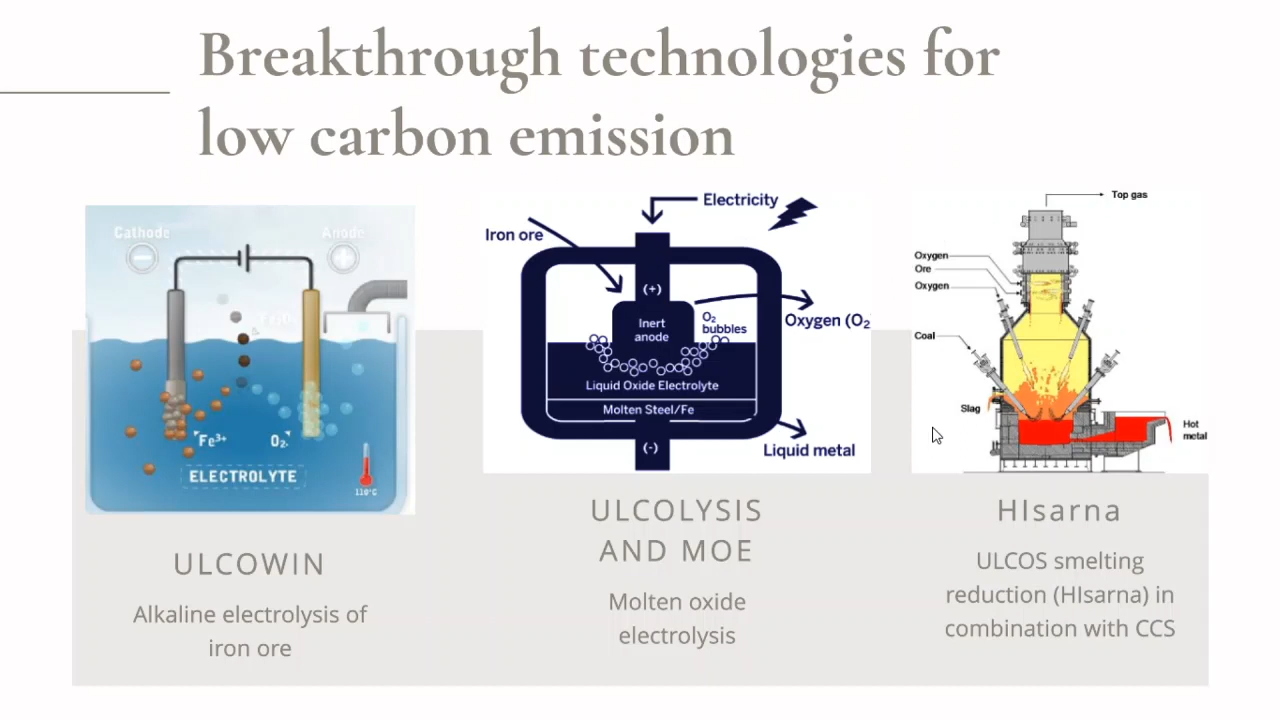 Breakthrough technologies for
low carbon emission
Cathode
Anode
Fe³⁺
O₂
ELECTROLYTE
110°C
ULCOWIN
Alkaline electrolysis of
iron ore
Electricity
Iron ore
(+)
Inert
anode
O₂
bubbles
Oxygen (O₂
Liquid Oxide Electrolyte
Molten Steel/Fe
(-)
Liquid metal
ULCOLYSIS
AND MOE
Molten oxide
electrolysis
Top gas
Oxygen
Ore
Oxygen
Coal
Slag
Hot
metal
HIsarna
ULCOS smelting
reduction (HIsarna) in
combination with CCS